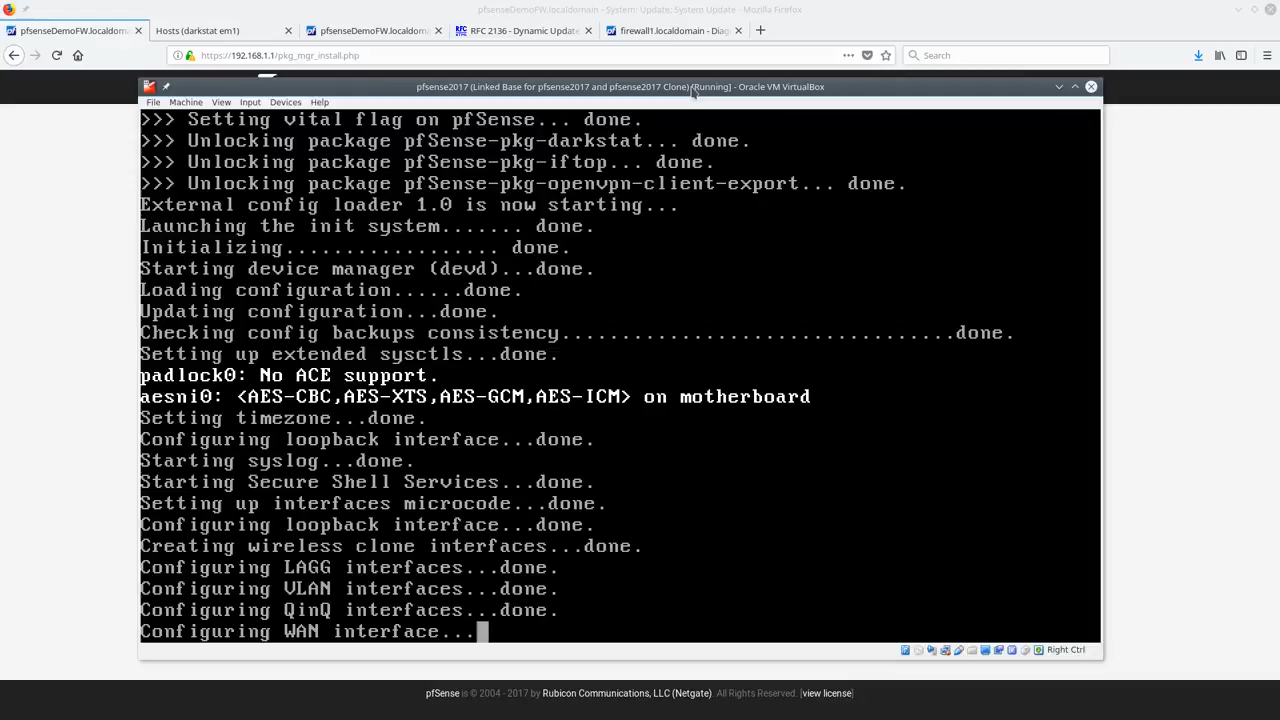 pfsenseDemoFW.localdomain - System: Update: System Update - Mozilla Firefox
pfsenseDemoFW.localdom
Hosts (darkstat em1)
pfsenseDemoFW.localdom
RFC 2136 - Dynamic Update
firewall1.localdomain - Diag
https://192.168.1.1/pkg_mgr_install.php
Search
pfsense2017 (Linked Base for pfsense2017 and pfsense2017 Clone) [Running] - Oracle VM VirtualBox
File Machine View Input Devices Help
>>> Setting vital flag on pfSense... done.
>>> Unlocking package pfSense-pkg-darkstat... done.
>>> Unlocking package pfSense-pkg-iftop... done.
>>> Unlocking package pfSense-pkg-openvpn-client-export... done.
External config loader 1.0 is now starting...
Launching the init system....... done.
Initializing.................. done.
Starting device manager (devd)...done.
Loading configuration......done.
Updating configuration...done.
Checking config backups consistency.................................done.
Setting up extended sysctls...done.
padlock0: No ACE support.
aesni0: <AES-CBC,AES-XTS,AES-GCM,AES-ICM> on motherboard
Setting timezone...done.
Configuring loopback interface...done.
Starting syslog...done.
Starting Secure Shell Services...done.
Setting up interfaces microcode...done.
Configuring loopback interface...done.
Creating wireless clone interfaces...done.
Configuring LAGG interfaces...done.
Configuring VLAN interfaces...done.
Configuring QinQ interfaces...done.
Configuring WAN interface...
Right Ctrl
pfSense is © 2004 - 2017 by Rubicon Communications, LLC (Netgate). All Rights Reserved. [view license]